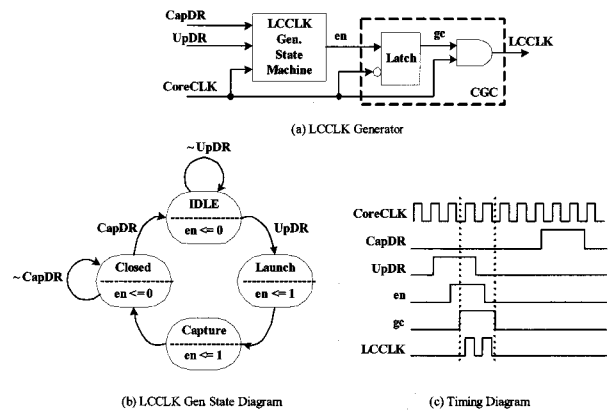 CapDR
UpDR
CoreCLK
LCCLK
Gen.
State
Machine
en
Latch
gc
LCCLK
CGC
(a) LCCLK Generator
~ UpDR
IDLE
en <= 0
CapDR
UpDR
~ CapDR
Closed
en <= 0
Launch
en <= 1
Capture
en <= 1
(b) LCCLK Gen State Diagram
CoreCLK
CapDR
UpDR
en
gc
LCCLK
(c) Timing Diagram